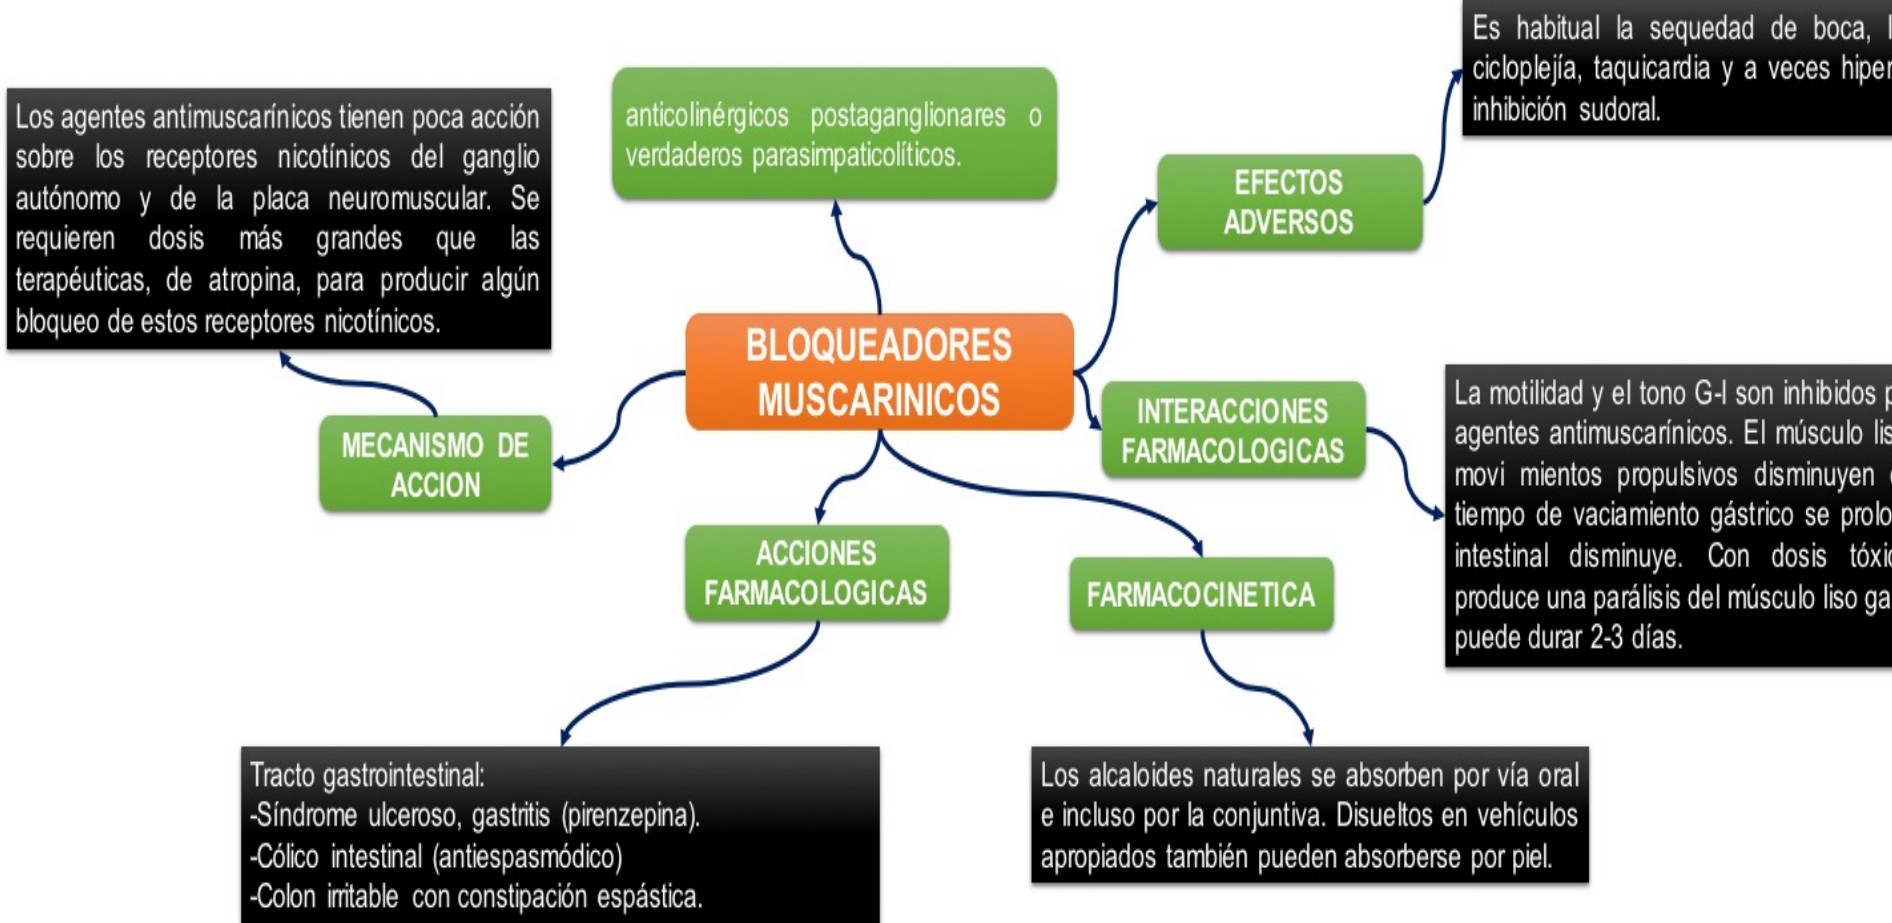 Los agentes antimuscarínicos tienen poca acción
sobre los receptores nicotínicos del ganglio
autónomo y de la placa neuromuscular. Se
requieren dosis más grandes que las
terapéuticas, de atropina, para producir algún
bloqueo de estos receptores nicotínicos.
anticolinérgicos postaganglionares o
verdaderos parasimpaticolíticos.
EFECTOS
ADVERSOS
Es habitual la sequedad de boca,
cicloplejía, taquicardia y a veces
inhibición sudoral.
BLOQUEADORES
MUSCARINICOS
MECANISMO DE
ACCION
INTERACCIONES
FARMACOLOGICAS
La motilidad y el tono G-I son inhibidos
agentes antimuscarínicos. El músculo
movi mientos propulsivos disminuyen
tiempo de vaciamiento gástrico se
intestinal disminuye. Con dosis
produce una parálisis del músculo liso
puede durar 2-3 días.
ACCIONES
FARMACOLOGICAS
FARMACOCINETICA
Tracto gastrointestinal:
-Síndrome ulceroso, gastritis (pirenzepina).
-Cólico intestinal (antiespasmódico)
-Colon irritable con constipación espástica.
Los alcaloides naturales se absorben por vía oral
e incluso por la conjuntiva. Disueltos en vehículos
apropiados también pueden absorberse por piel.